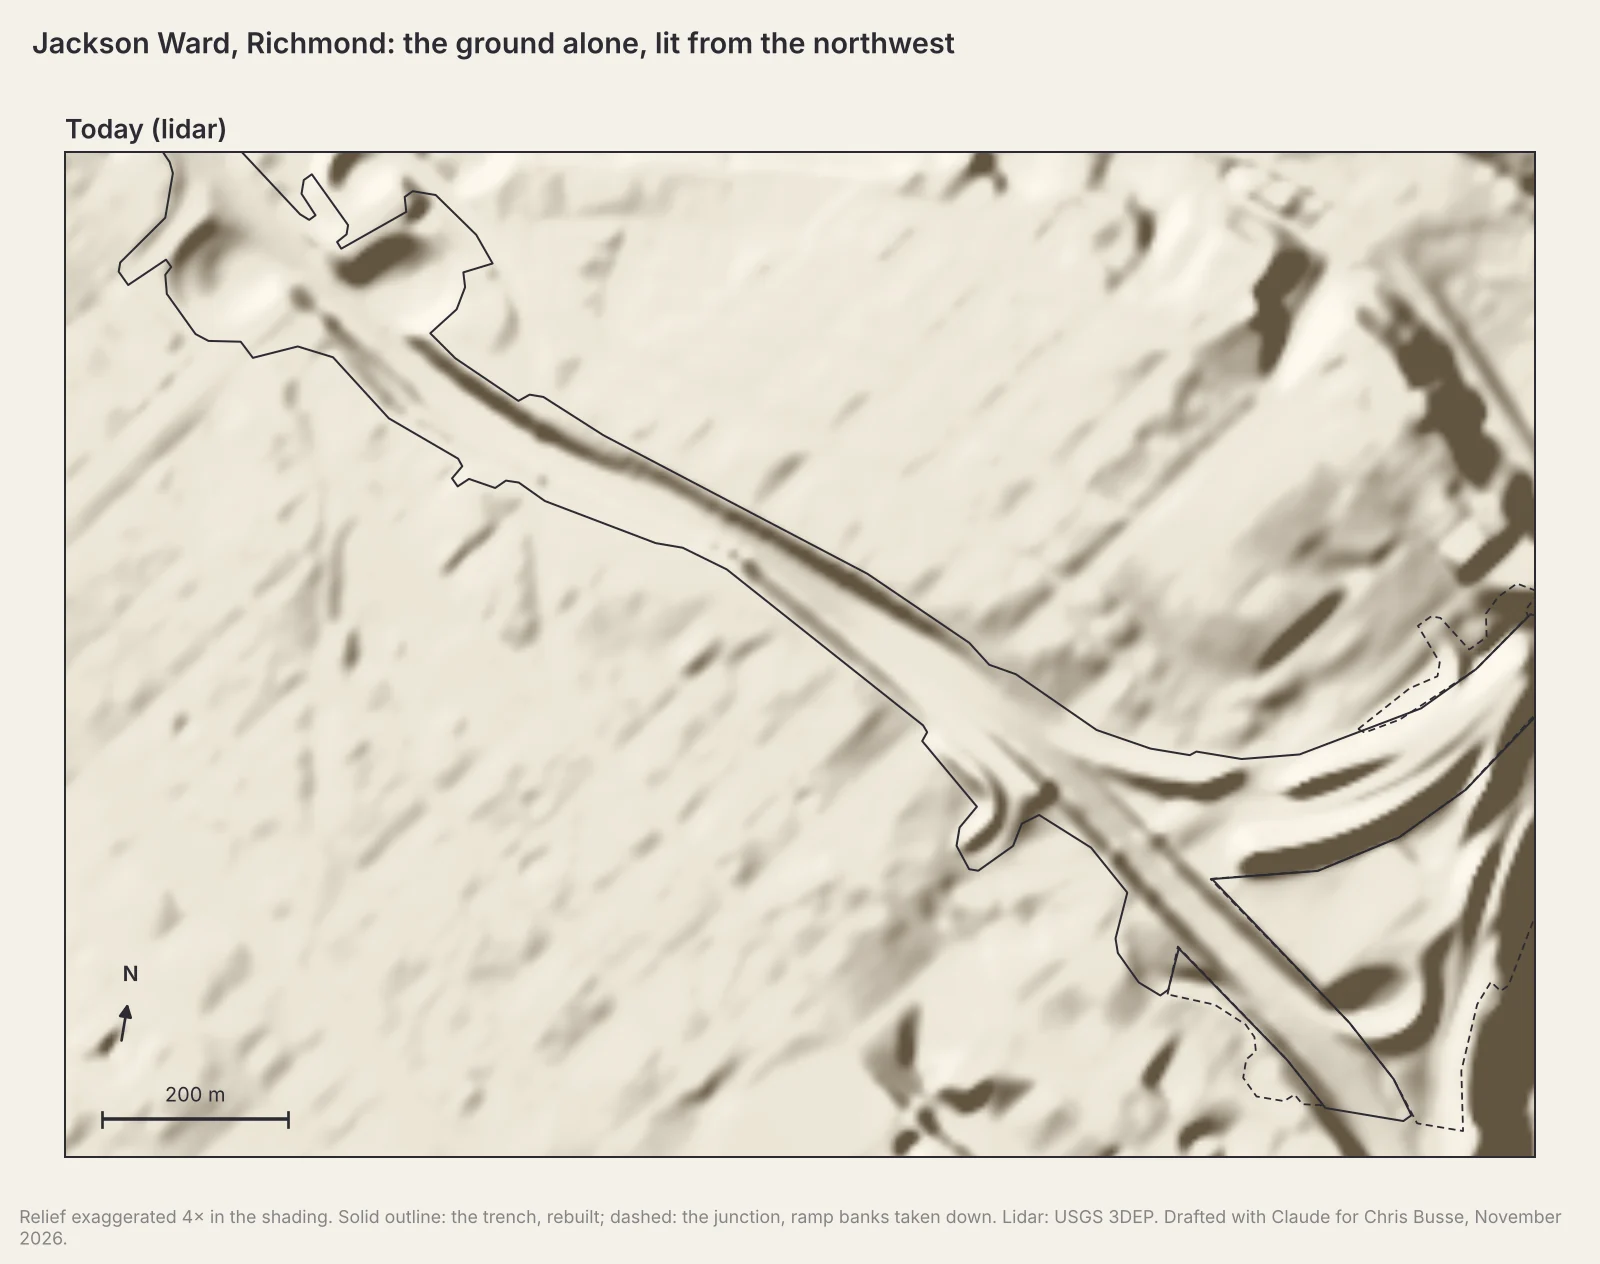 Jackson Ward, Richmond: the ground alone, lit from the northwest
Today (lidar)
N
200 m
Relief exaggerated 4× in the shading. Solid outline: the trench, rebuilt; dashed: the junction, ramp banks taken down. Lidar: USGS 3DEP. Drafted with Claude for Chris Busse, November
2026.